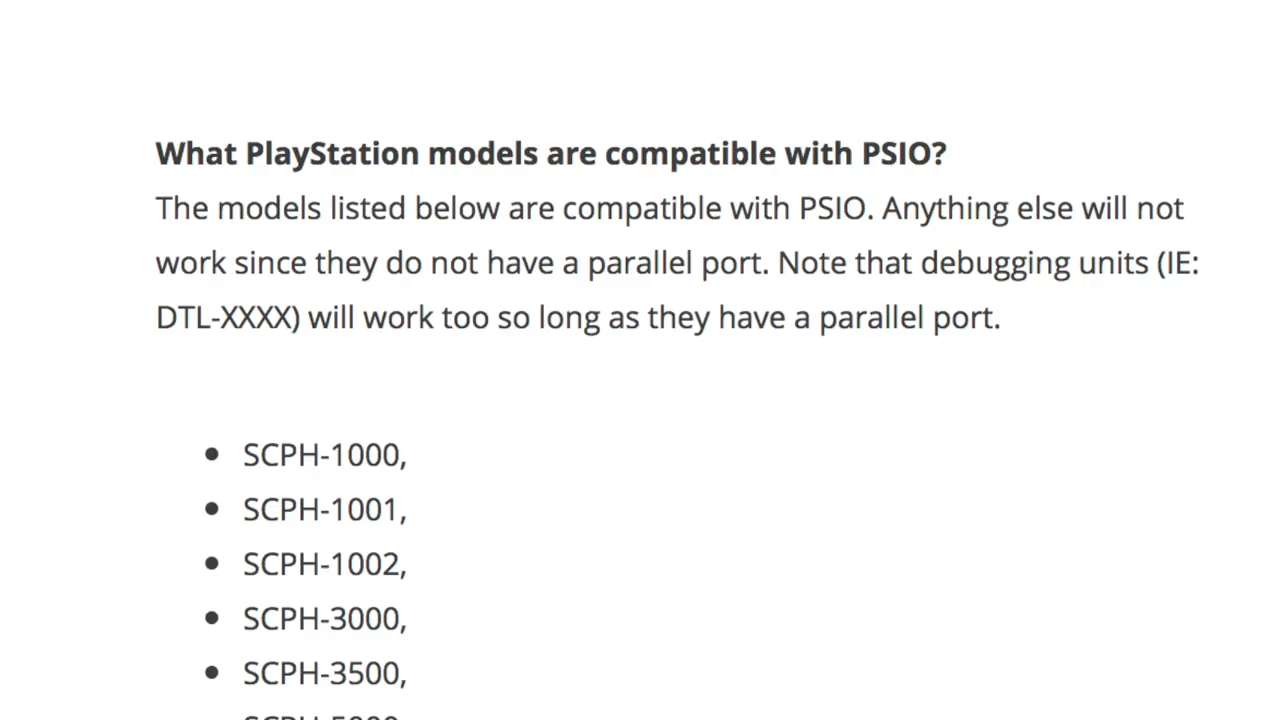 What PlayStation models are compatible with PSIO?
The models listed below are compatible with PSIO. Anything else will not
work since they do not have a parallel port. Note that debugging units (IE:
DTL-XXXX) will work too so long as they have a parallel port.
• SCPH-1000,
• SCPH-1001,
• SCPH-1002,
• SCPH-3000,
• SCPH-3500,